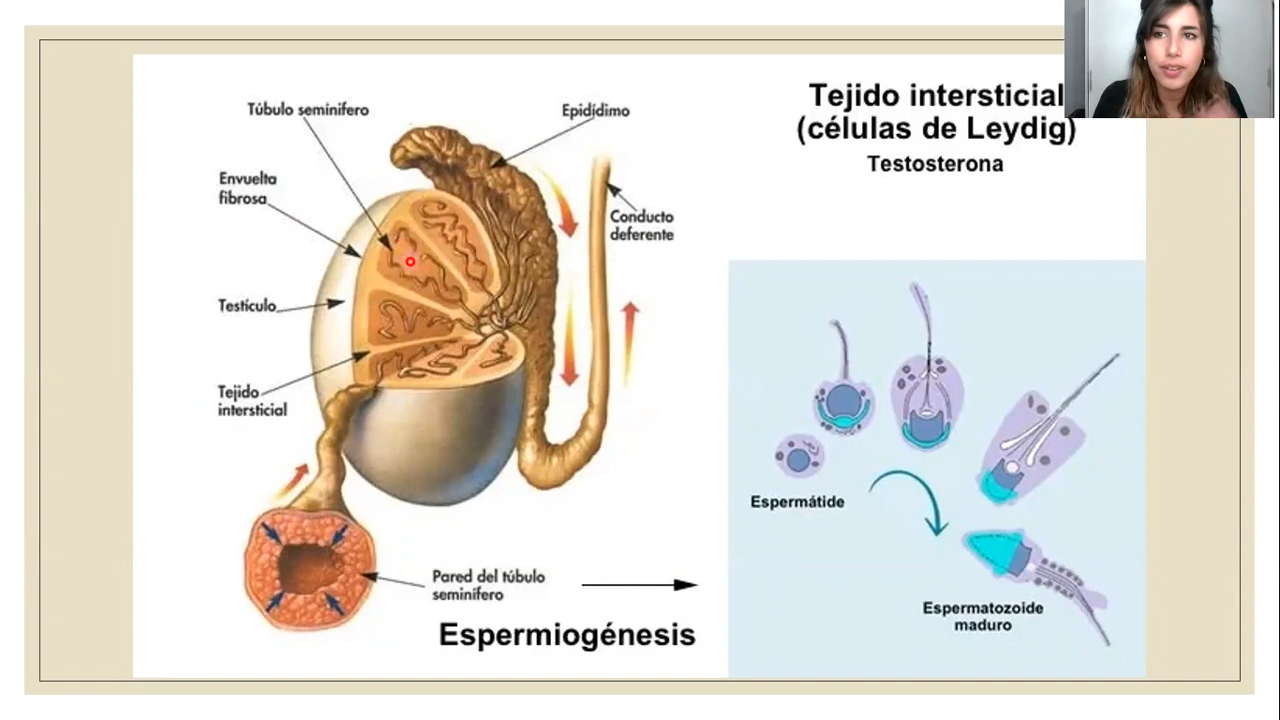 Túbulo semínifero
Epidídimo
Envuelta
fibrosa
Conducto
deferente
Testículo
Tejido
intersticial
Pared del túbulo
seminífero
Espermiogénesis
Tejido intersticial
(células de Leydig)
Testosterona
Espermátide
Espermatozoide
maduro